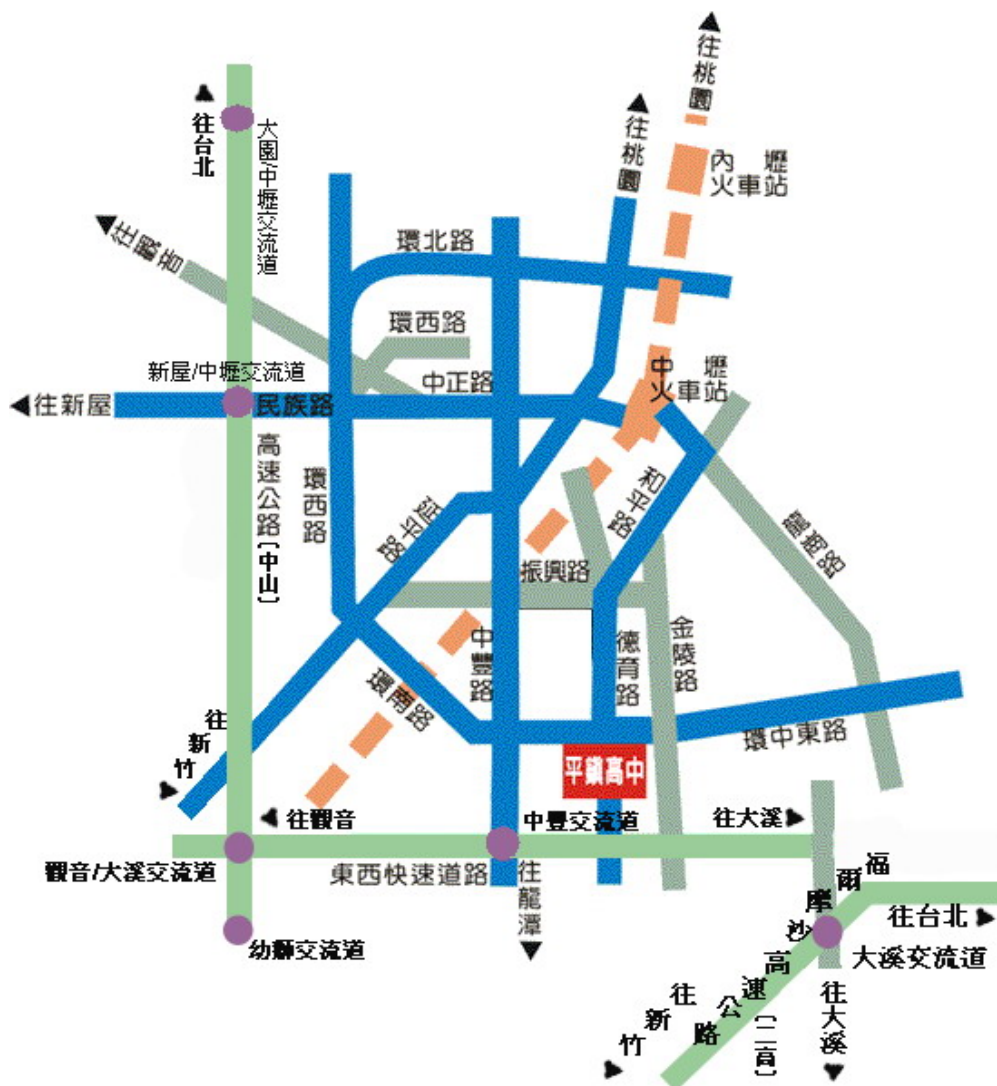 往桃園
往桃園
往台北
大園/中壢交流道
內壢
火車站
往觀音
環北路
環西路
新屋/中壢交流道
中正路
中壢
火車站
往新屋
民族路
高速公路(中山)
環西路
延平路
和平路
龍岡路
振興路
中豐路
德育路
金陵路
環南路
環中東路
往新竹
平鎮高中
往觀音
中豐交流道
往大溪
觀音/大溪交流道
東西快速道路
往龍潭
幼獅交流道
福爾摩沙高速公路(二高)
往台北
大溪交流道
往新竹
往大溪